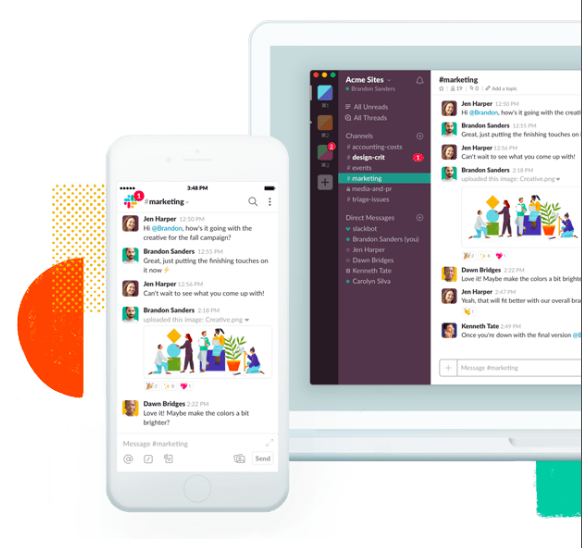 3:48 PM
1
#marketing
Jen Harper 12:50 PM
Hi @Brandon, how's it going with the
creative for the fall campaign?
Brandon Sanders 12:55 PM
Great, just putting the finishing touches on
it now ⚡
Jen Harper 12:56 PM
Can't wait to see what you come up with!
Brandon Sanders 2:18 PM
uploaded this image: Creative.png
Dawn Bridges 2:22 PM
Love it! Maybe make the colors a bit
brighter?
Message #marketing
Send
Acme Sites
Brandon Sanders
All Unreads
All Threads
Channels
# accounting-costs
# design-crit 1
# events
# marketing
media-and-pr
# triage-issues
Direct Messages
slackbot
Brandon Sanders (you)
Jen Harper
Dawn Bridges
Kenneth Tate
Carolyn Silva
#marketing
19
0
Add a topic
Jen Harper 12:50 PM
Hi @Brandon, how's it going with the creati
Brandon Sanders 12:55 PM
Great, just putting the finishing touches on
Jen Harper 12:56 PM
Can't wait to see what you come up with!
Brandon Sanders 2:18 PM
uploaded this image: Creative.png
Dawn Bridges 2:22 PM
Love it! Maybe make the colors a bit brighte
Jen Harper 2:47 PM
Yeah, that will fit better with our overall bran
Kenneth Tate 2:49 PM
Once you're down with the final version @B
Message #marketing